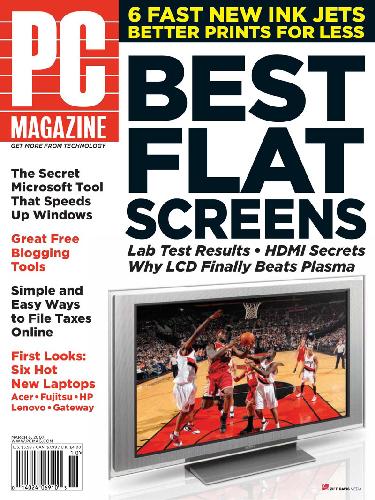 6 FAST NEW INK JETS
BETTER PRINTS FOR LESS
PC
MAGAZINE
GET MORE FROM TECHNOLOGY
BEST
FLAT
SCREENS
Lab Test Results • HDMI Secrets
Why LCD Finally Beats Plasma
The Secret
Microsoft Tool
That Speeds
Up Windows
Great Free
Blogging
Tools
Simple and
Easy Ways
to File Taxes
Online
First Looks:
Six Hot
New Laptops
Acer • Fujitsu • HP
Lenovo • Gateway
ZIFF DAVIS MEDIA